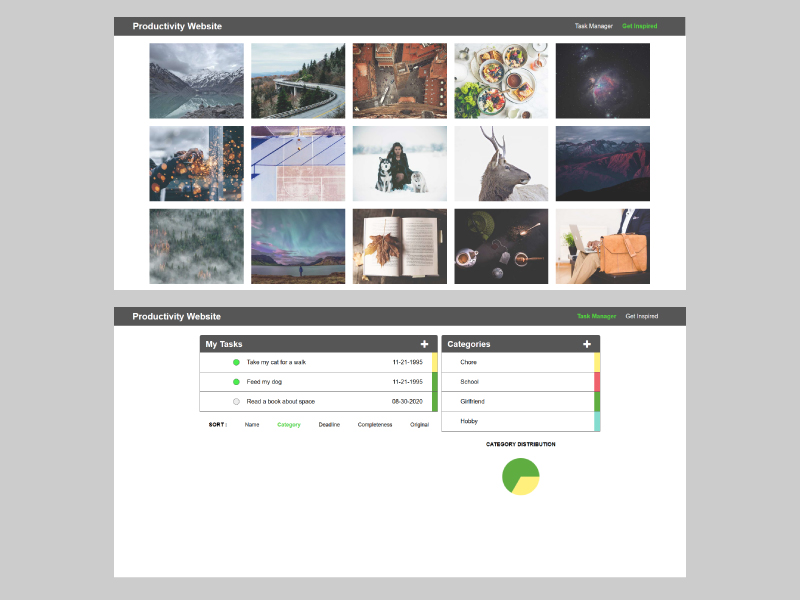 Productivity Website Task Manager Get Inspired
Productivity Website Task Manager Get Inspired
My Tasks
Take my cat for a walk 11-21-1995
Feed my dog 11-21-1995
Read a book about space 08-30-2020
SORT: Name Category Deadline Completeness Original
Categories
Chore
School
Girlfriend
Hobby
CATEGORY DISTRIBUTION